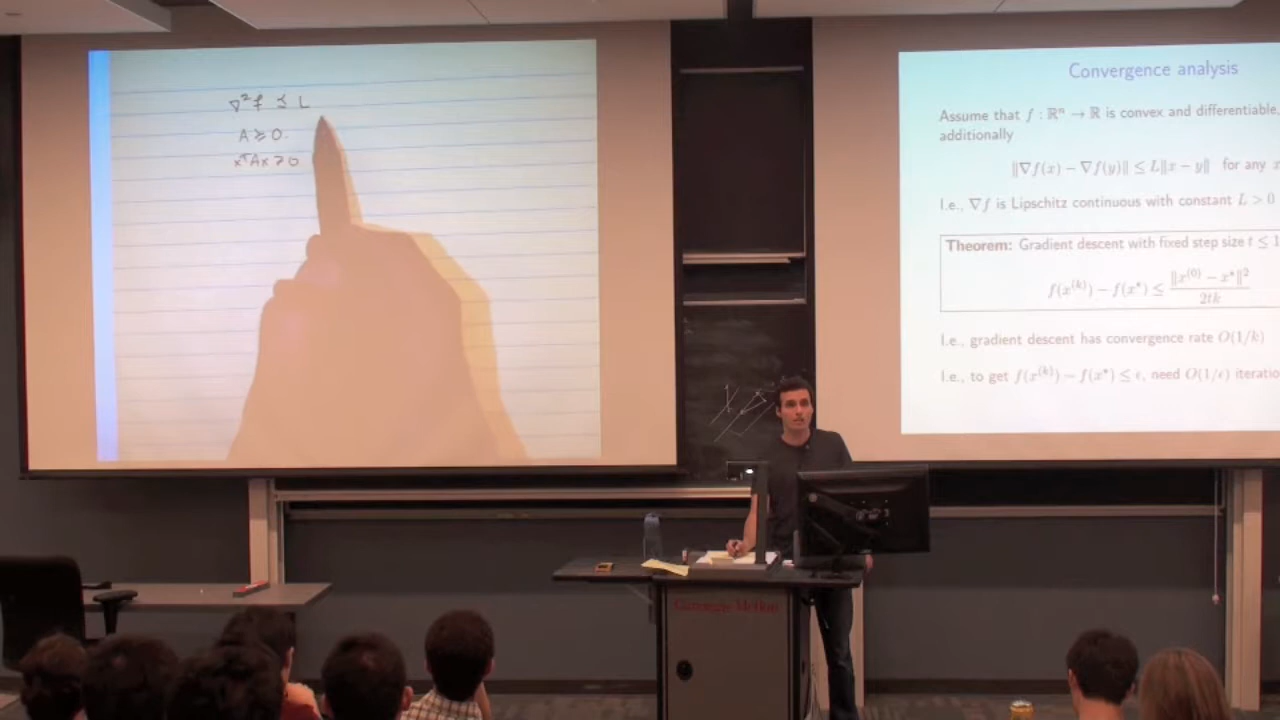 ∇²f ⪯ L
A ≽ 0.
xᵀAx ≥ 0
Convergence analysis
Assume that f : ℝⁿ → ℝ is convex and differentiable,
additionally
‖∇f(x) − ∇f(y)‖ ≤ L‖x − y‖ for any
I.e., ∇f is Lipschitz continuous with constant L > 0
Theorem: Gradient descent with fixed step size t ≤ 1
f(x⁽ᵏ⁾) − f(x*) ≤ ‖x⁽⁰⁾ − x*‖² / 2tk
I.e., gradient descent has convergence rate O(1/k)
I.e., to get f(x⁽ᵏ⁾) − f(x*) ≤ ϵ, need O(1/ϵ) iteratio
Carnegie Mellon